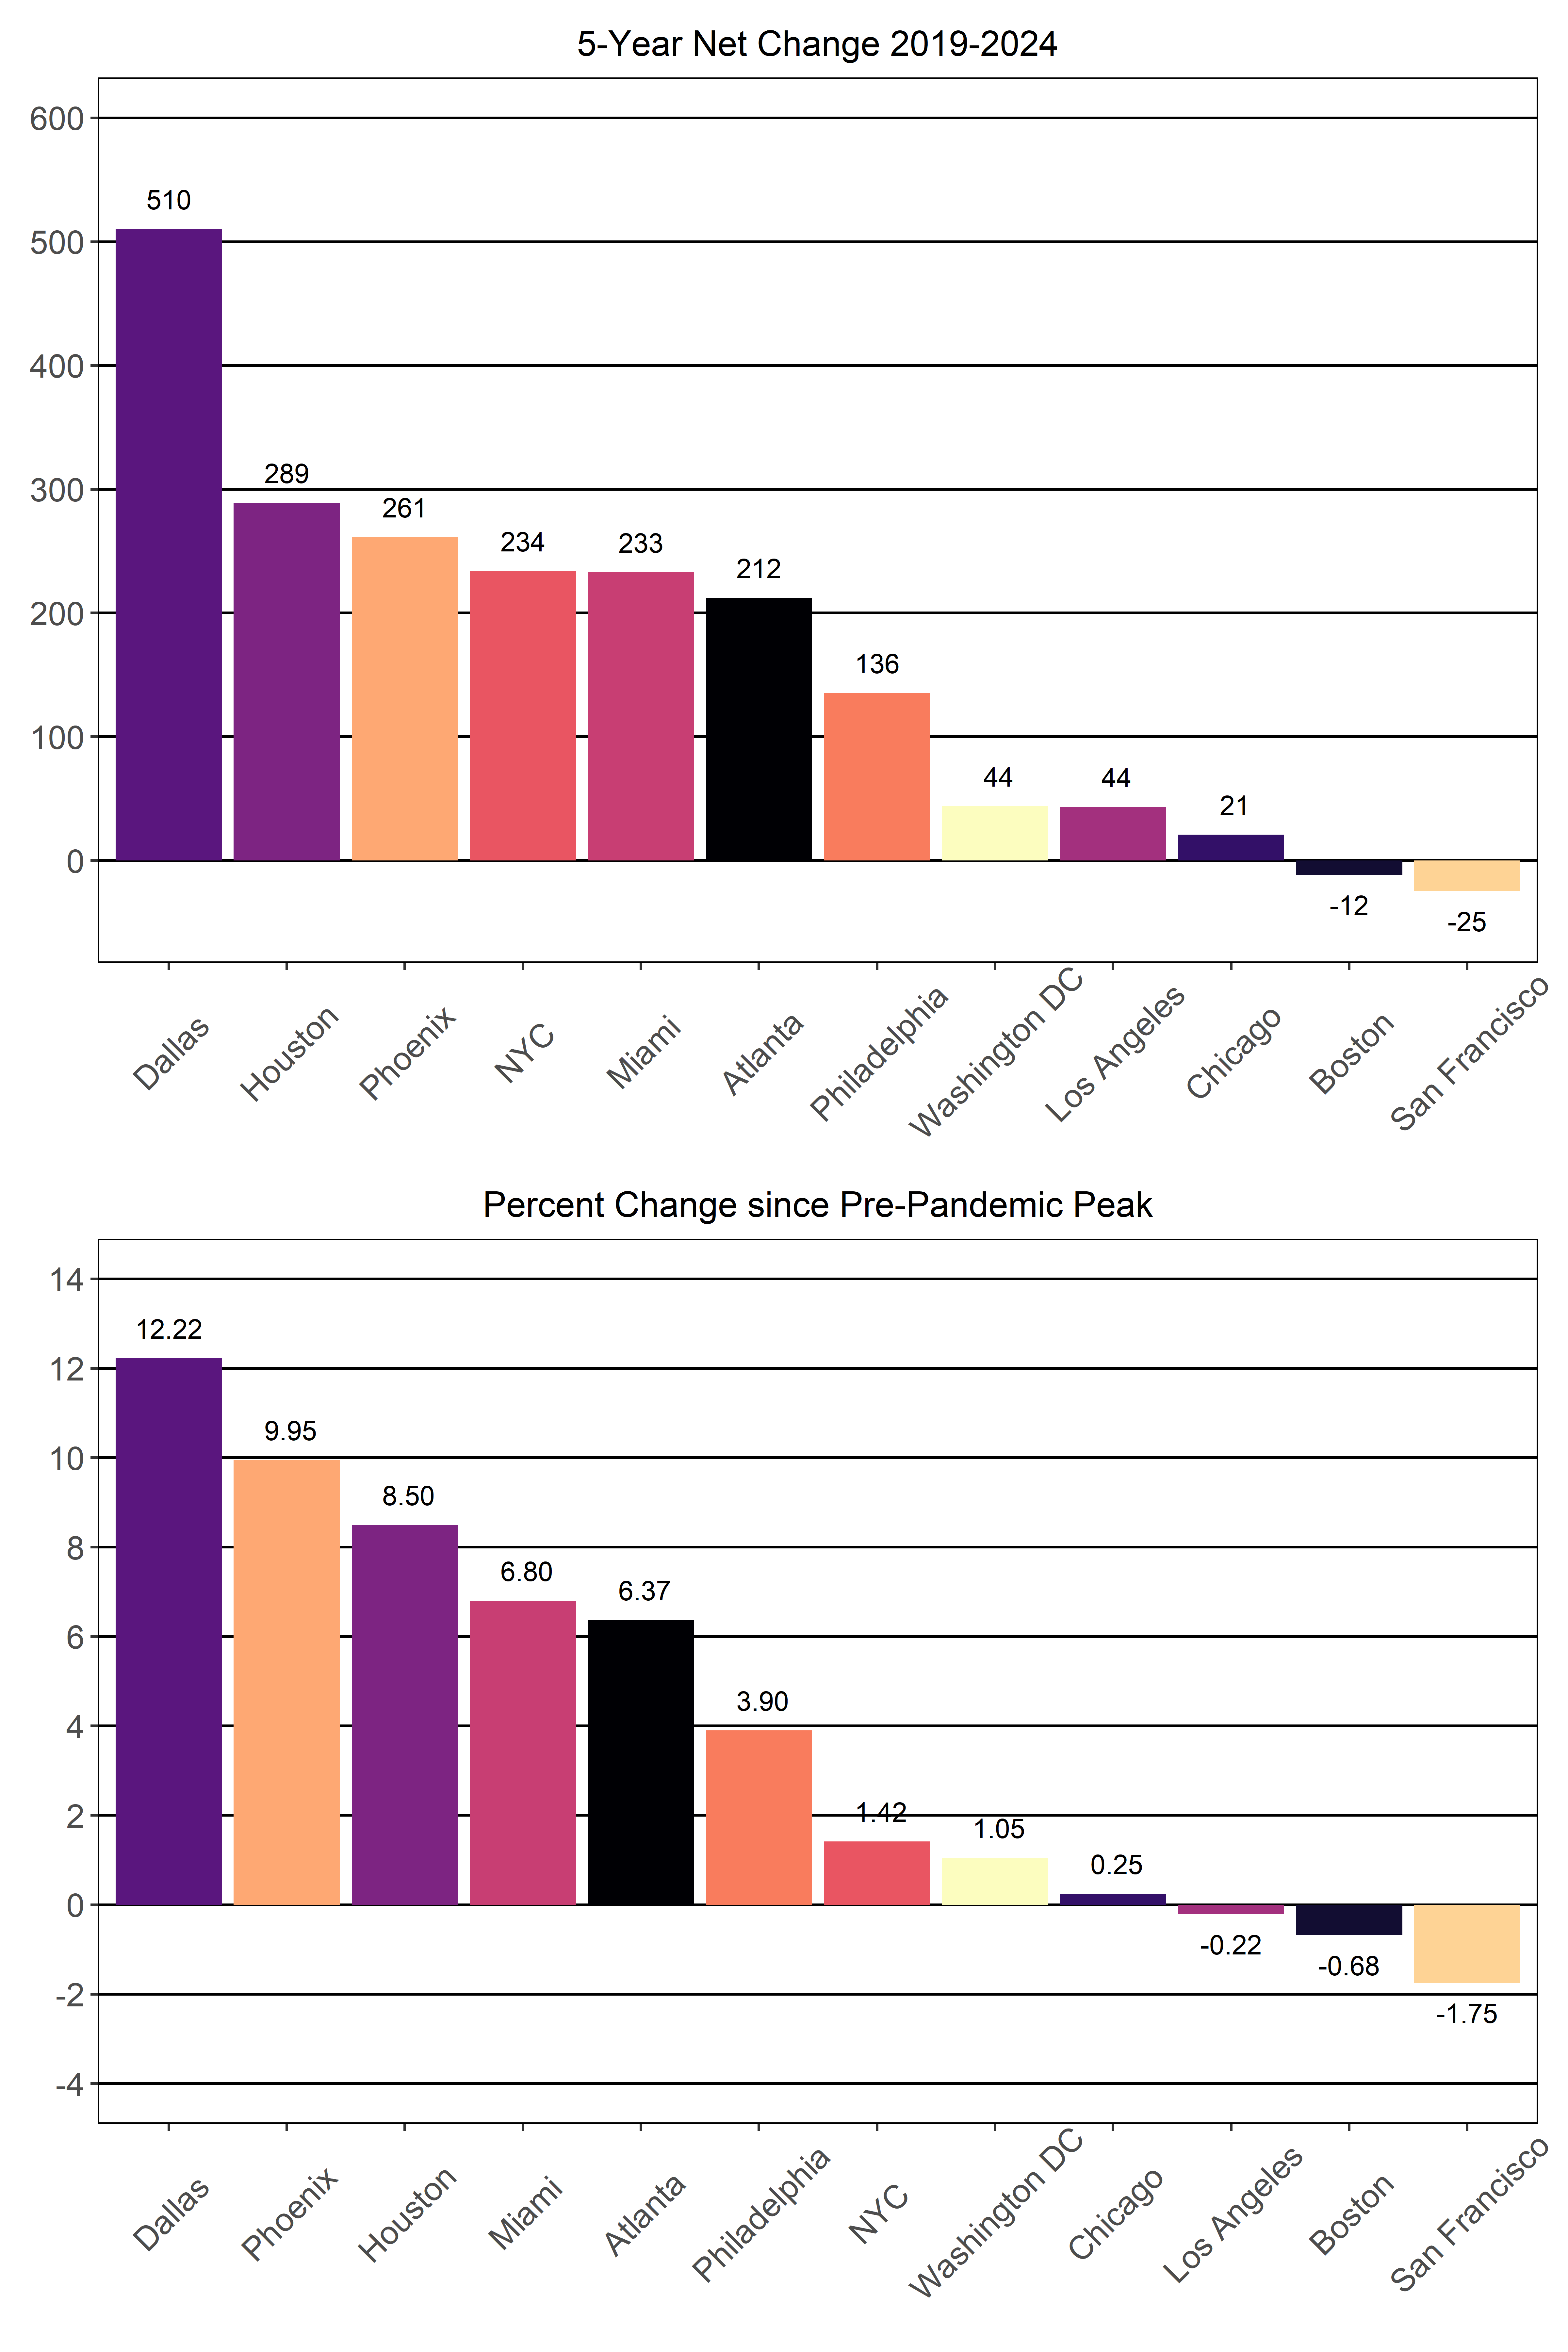 5-Year Net Change 2019-2024
600
500
400
300
200
100
0
510
289
261
234
233
212
136
44
44
21
-12
-25
Dallas
Houston
Phoenix
NYC
Miami
Atlanta
Philadelphia
Washington DC
Los Angeles
Chicago
Boston
San Francisco
Percent Change since Pre-Pandemic Peak
14
12
10
8
6
4
2
0
-2
-4
12.22
9.95
8.50
6.80
6.37
3.90
1.42
1.05
0.25
-0.22
-0.68
-1.75
Dallas
Phoenix
Houston
Miami
Atlanta
Philadelphia
NYC
Washington DC
Chicago
Los Angeles
Boston
San Francisco